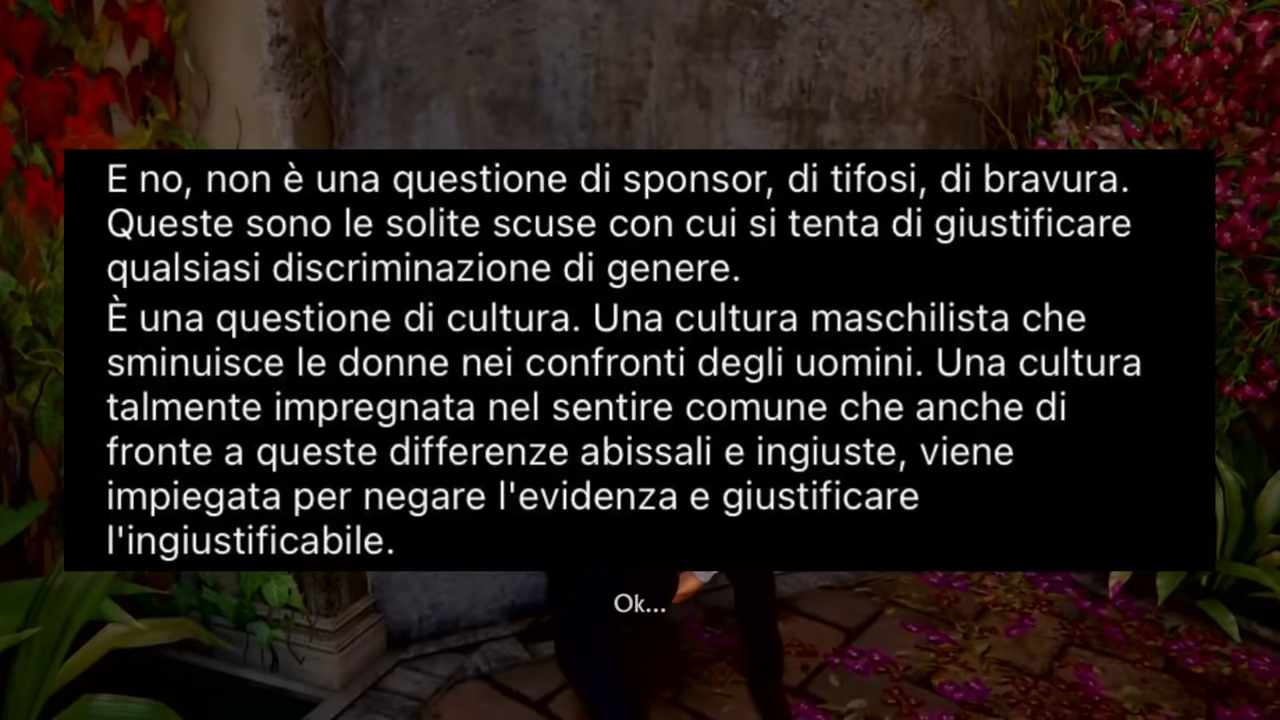 E no, non è una questione di sponsor, di tifosi, di bravura.
Queste sono le solite scuse con cui si tenta di giustificare
qualsiasi discriminazione di genere.
È una questione di cultura. Una cultura maschilista che
sminuisce le donne nei confronti degli uomini. Una cultura
talmente impregnata nel sentire comune che anche di
fronte a queste differenze abissali e ingiuste, viene
impiegata per negare l'evidenza e giustificare
l'ingiustificabile.
Ok...